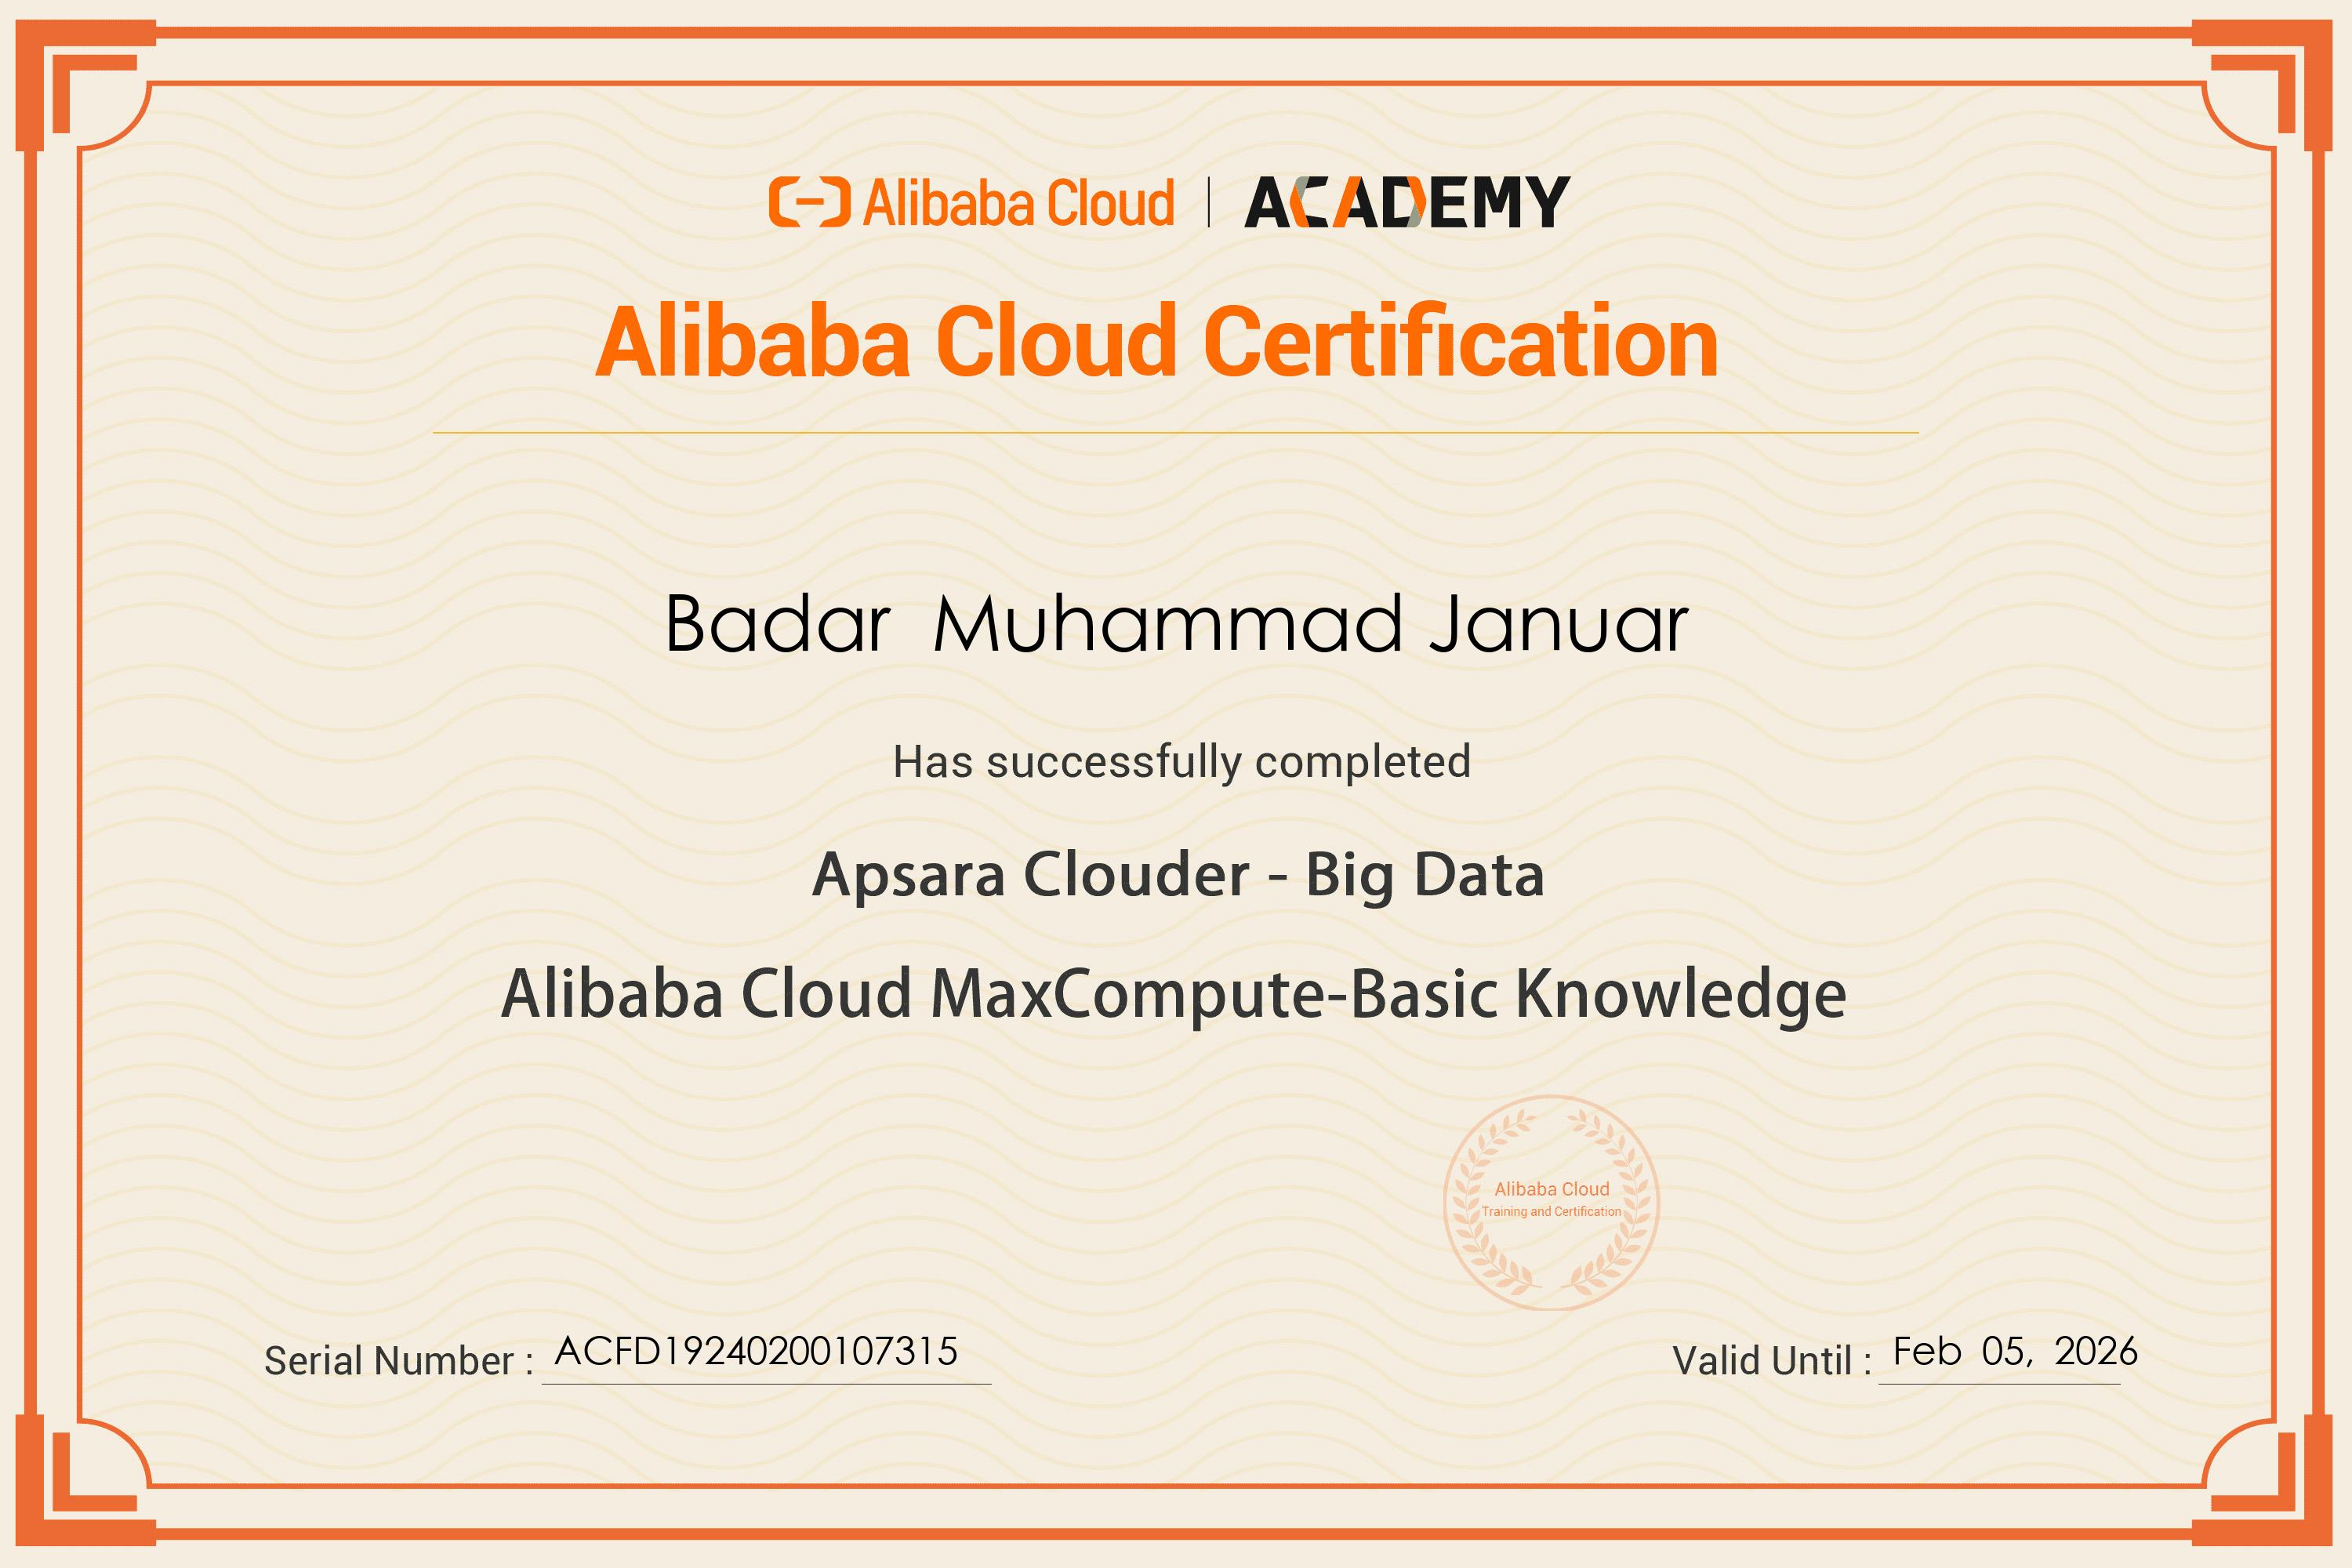 Alibaba Cloud | ACADEMY
Alibaba Cloud Certification
Badar Muhammad Januar
Has successfully completed
Apsara Clouder - Big Data
Alibaba Cloud MaxCompute-Basic Knowledge
Alibaba Cloud
Training and Certification
Serial Number : ACFD19240200107315
Valid Until : Feb 05, 2026